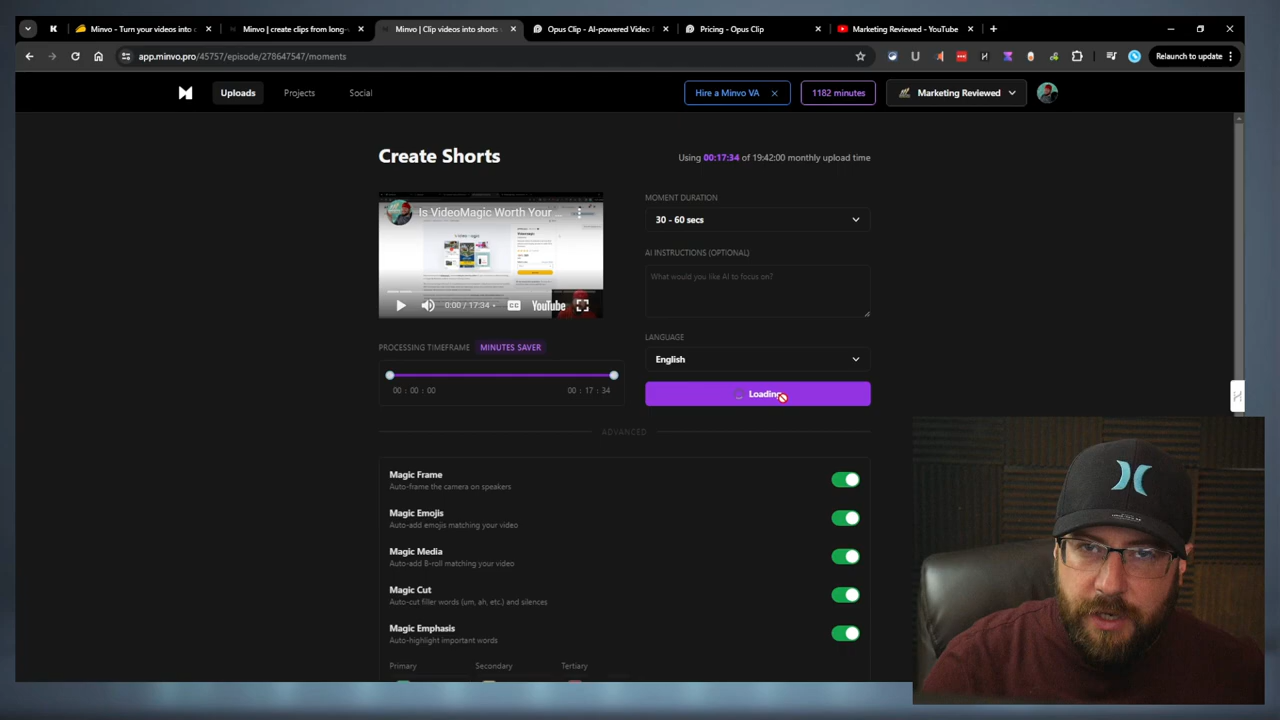 Minvo - Turn your videos into c
Minvo | create clips from long-
Minvo | Clip videos into shorts
Opus Clip - AI-powered Video
Pricing - Opus Clip
Marketing Reviewed - YouTube
app.minvo.pro/45757/episode/278647547/moments
Relaunch to update
Uploads
Projects
Social
Hire a Minvo VA
1182 minutes
Marketing Reviewed
Create Shorts
Using 00:17:34 of 19:42:00 monthly upload time
Is VideoMagic Worth Your ...
0:00 / 17:34
CC
YouTube
PROCESSING TIMEFRAME MINUTES SAVER
00 : 00 : 00
00 : 17 : 34
MOMENT DURATION
30 - 60 secs
AI INSTRUCTIONS (OPTIONAL)
What would you like AI to focus on?
LANGUAGE
English
Loading
ADVANCED
Magic Frame
Auto-frame the camera on speakers
Magic Emojis
Auto-add emojis matching your video
Magic Media
Auto-add B-roll matching your video
Magic Cut
Auto-cut filler words (um, ah, etc.) and silences
Magic Emphasis
Auto-highlight important words
Primary
Secondary
Tertiary